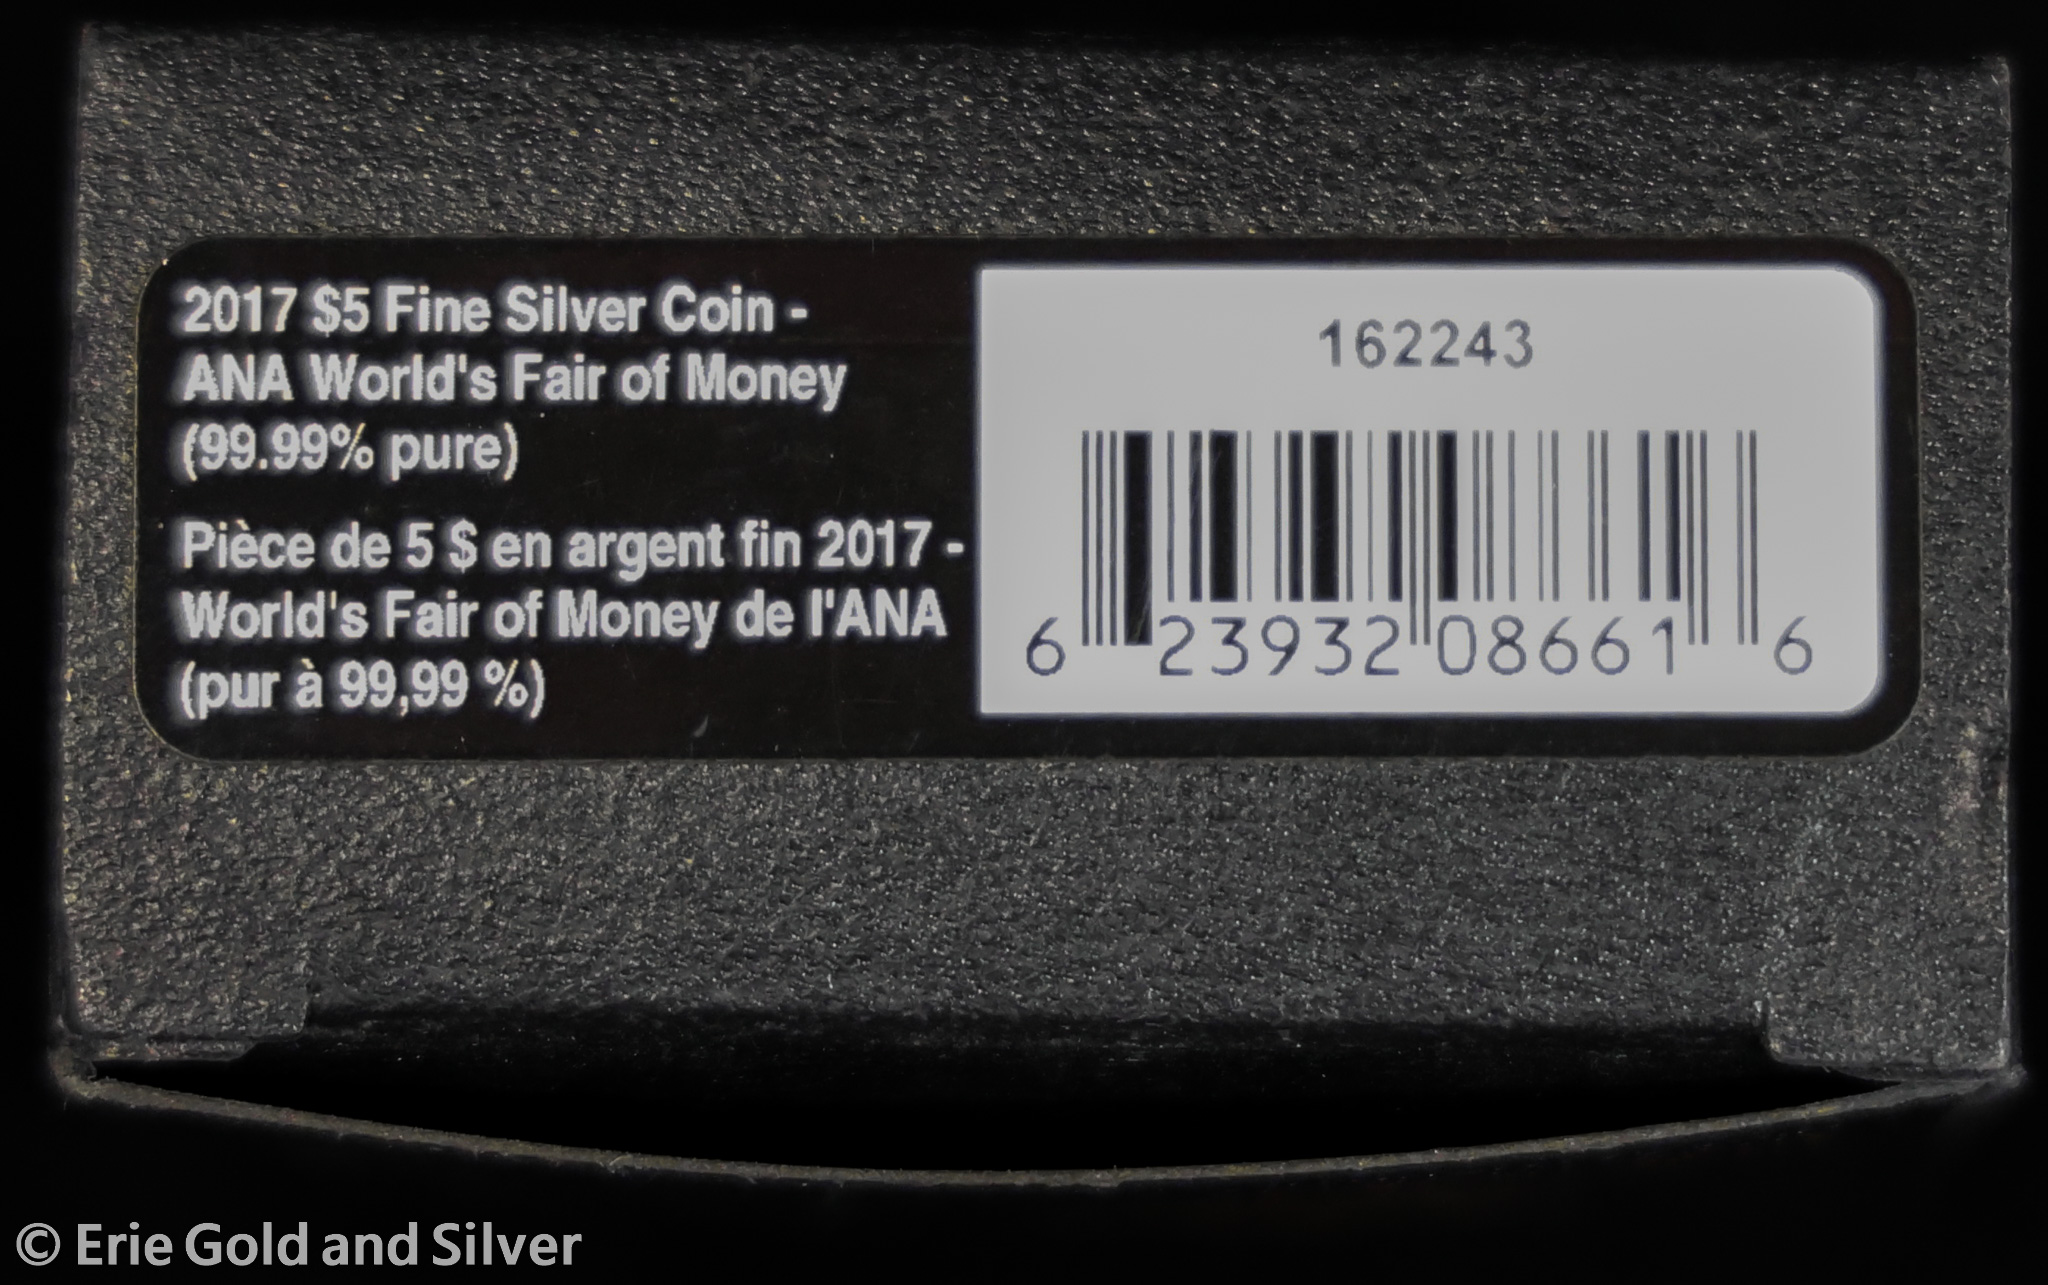 2017 $5 Fine Silver Coin -
ANA World's Fair of Money
(99.99% pure)
Pièce de 5 $ en argent fin 2017 -
World's Fair of Money de l'ANA
(pur à 99,99 %)
162243
6 23932 08661 6
© Erie Gold and Silver